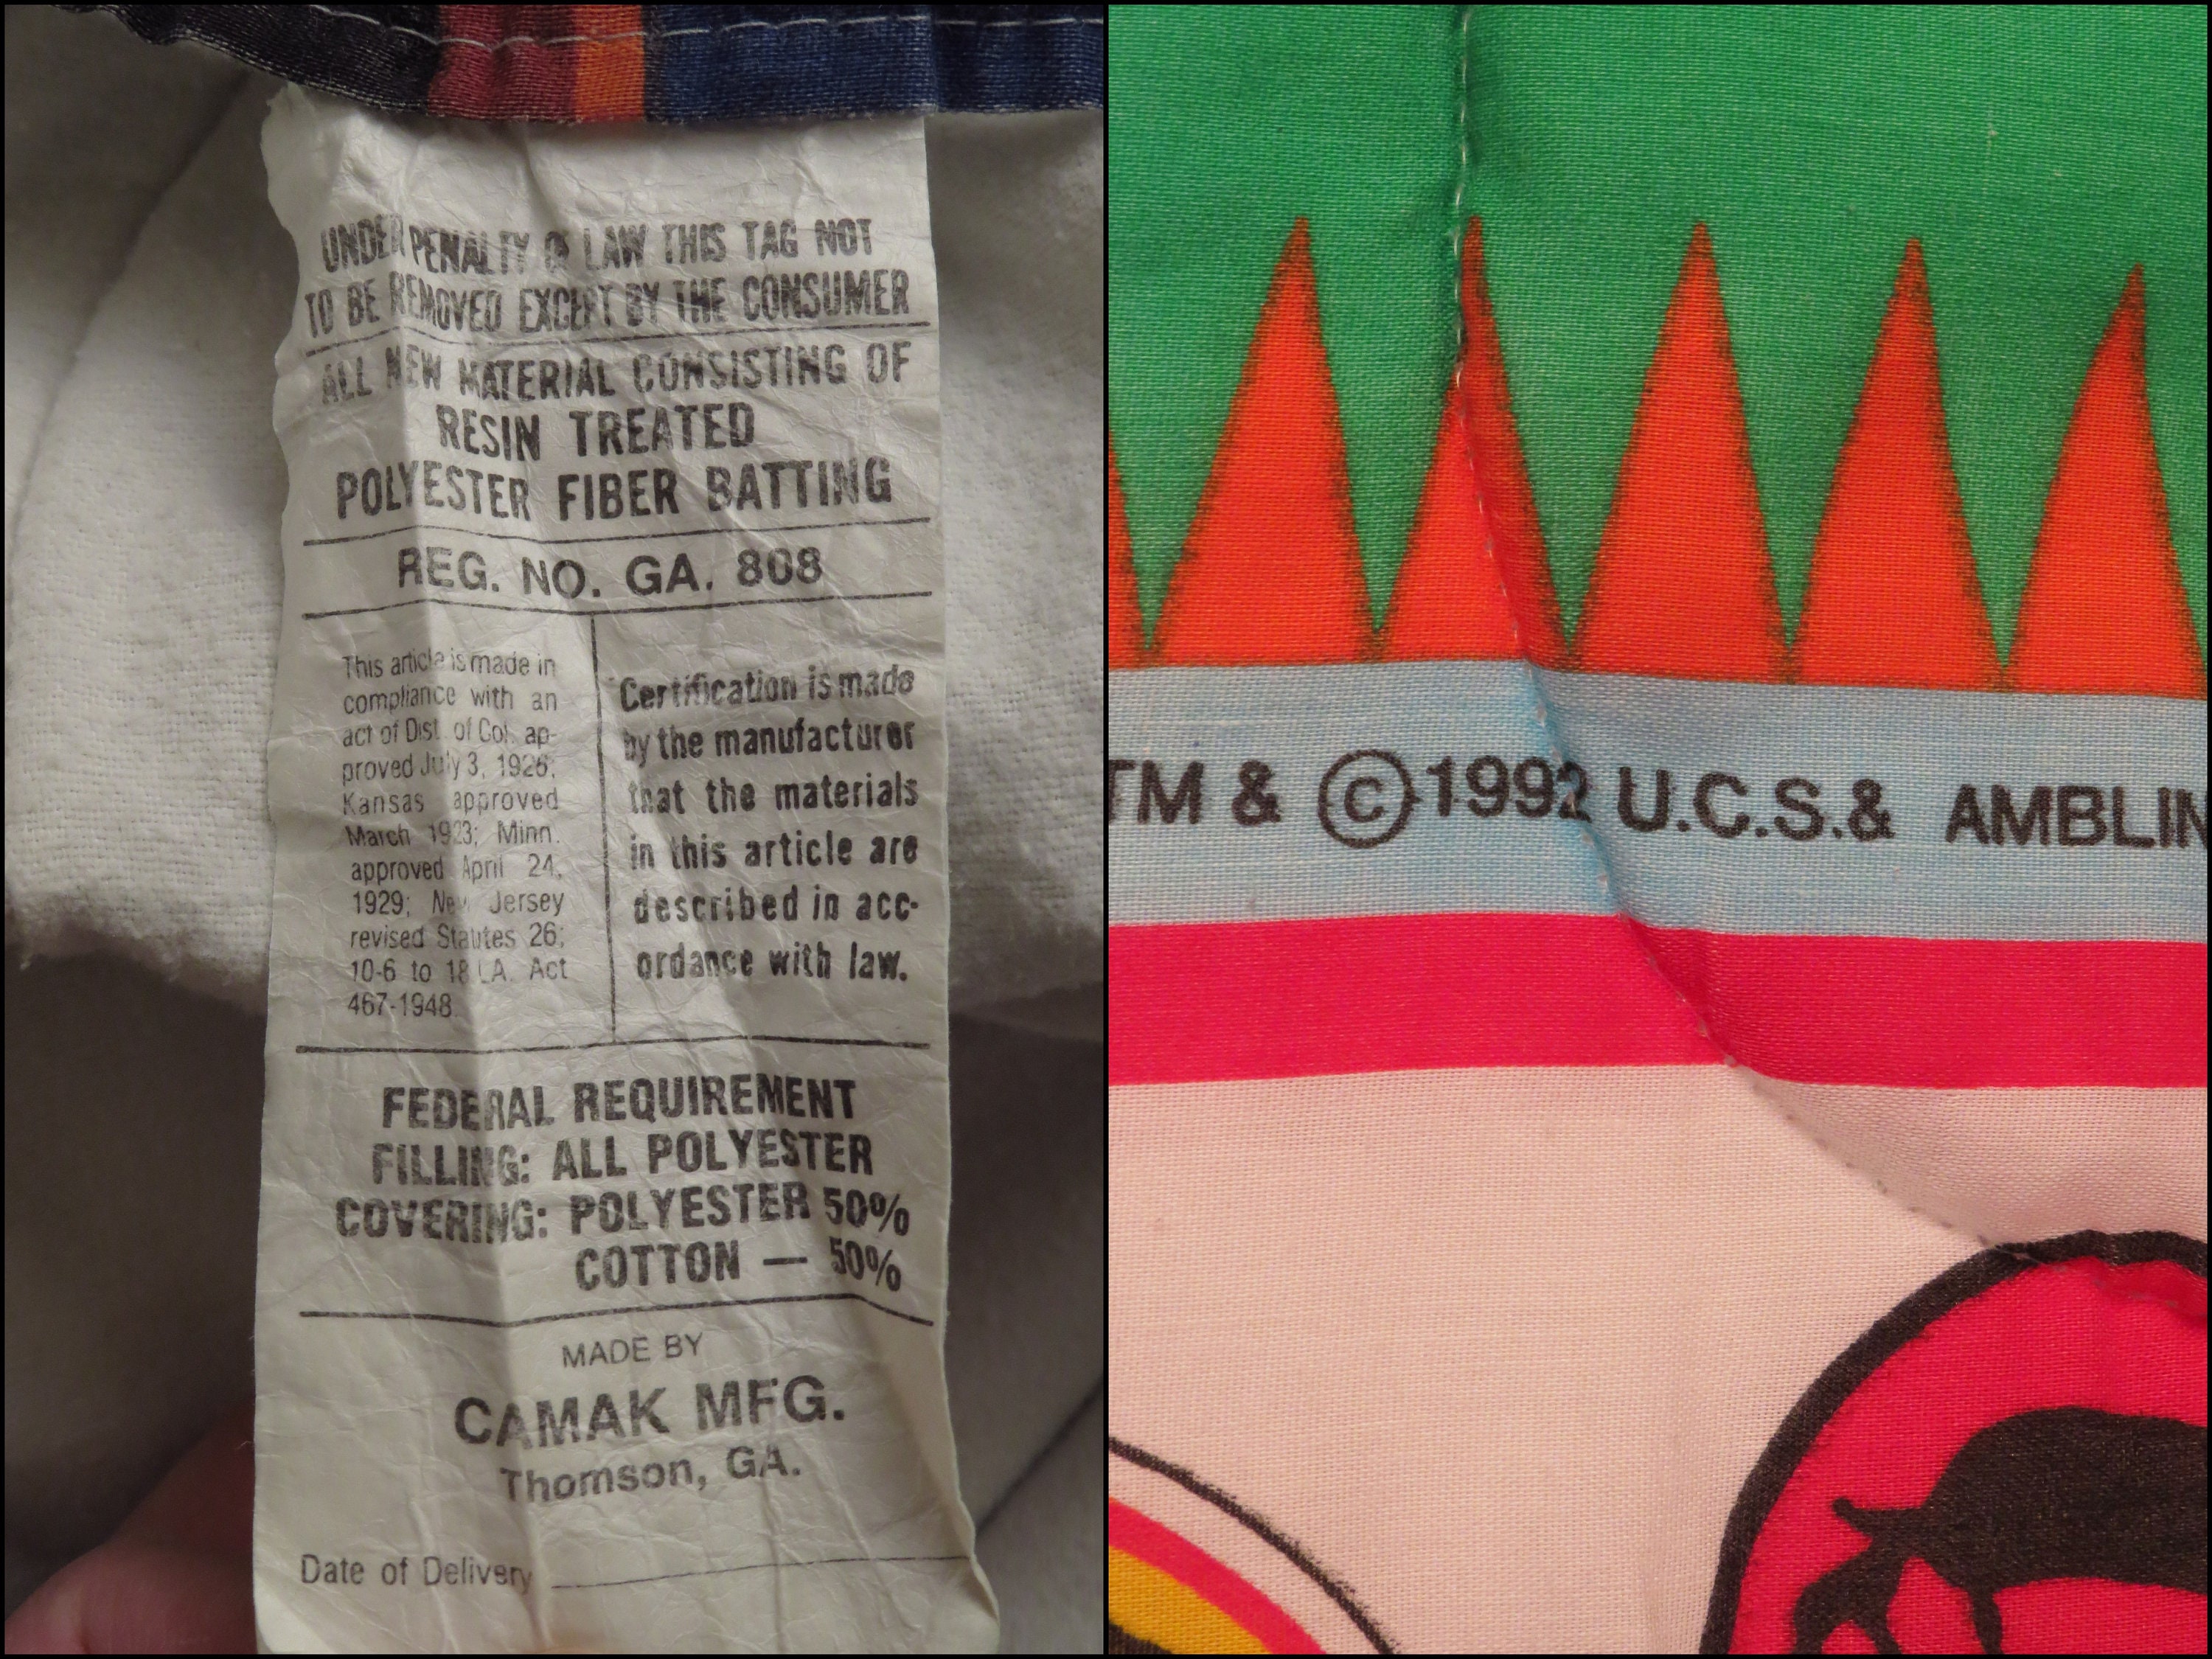 UNDER PENALTY OF LAW THIS TAG NOT
TO BE REMOVED EXCEPT BY THE CONSUMER
ALL NEW MATERIAL CONSISTING OF
RESIN TREATED
POLYESTER FIBER BATTING
REG. NO. GA. 808
This article is made in
compliance with an
act of Dist. of Col. ap-
proved July 3, 1926;
Kansas approved
March 1923; Minn.
approved April 24,
1929; New Jersey
revised Statutes 26;
10-6 to 18 LA. Act
467-1948.
Certification is made
by the manufacturer
that the materials
in this article are
described in acc-
ordance with law.
FEDERAL REQUIREMENT
FILLING: ALL POLYESTER
COVERING: POLYESTER 50%
COTTON — 50%
MADE BY
CAMAK MFG.
Thomson, GA.
Date of Delivery
TM & ©1992 U.C.S.& AMBLIN